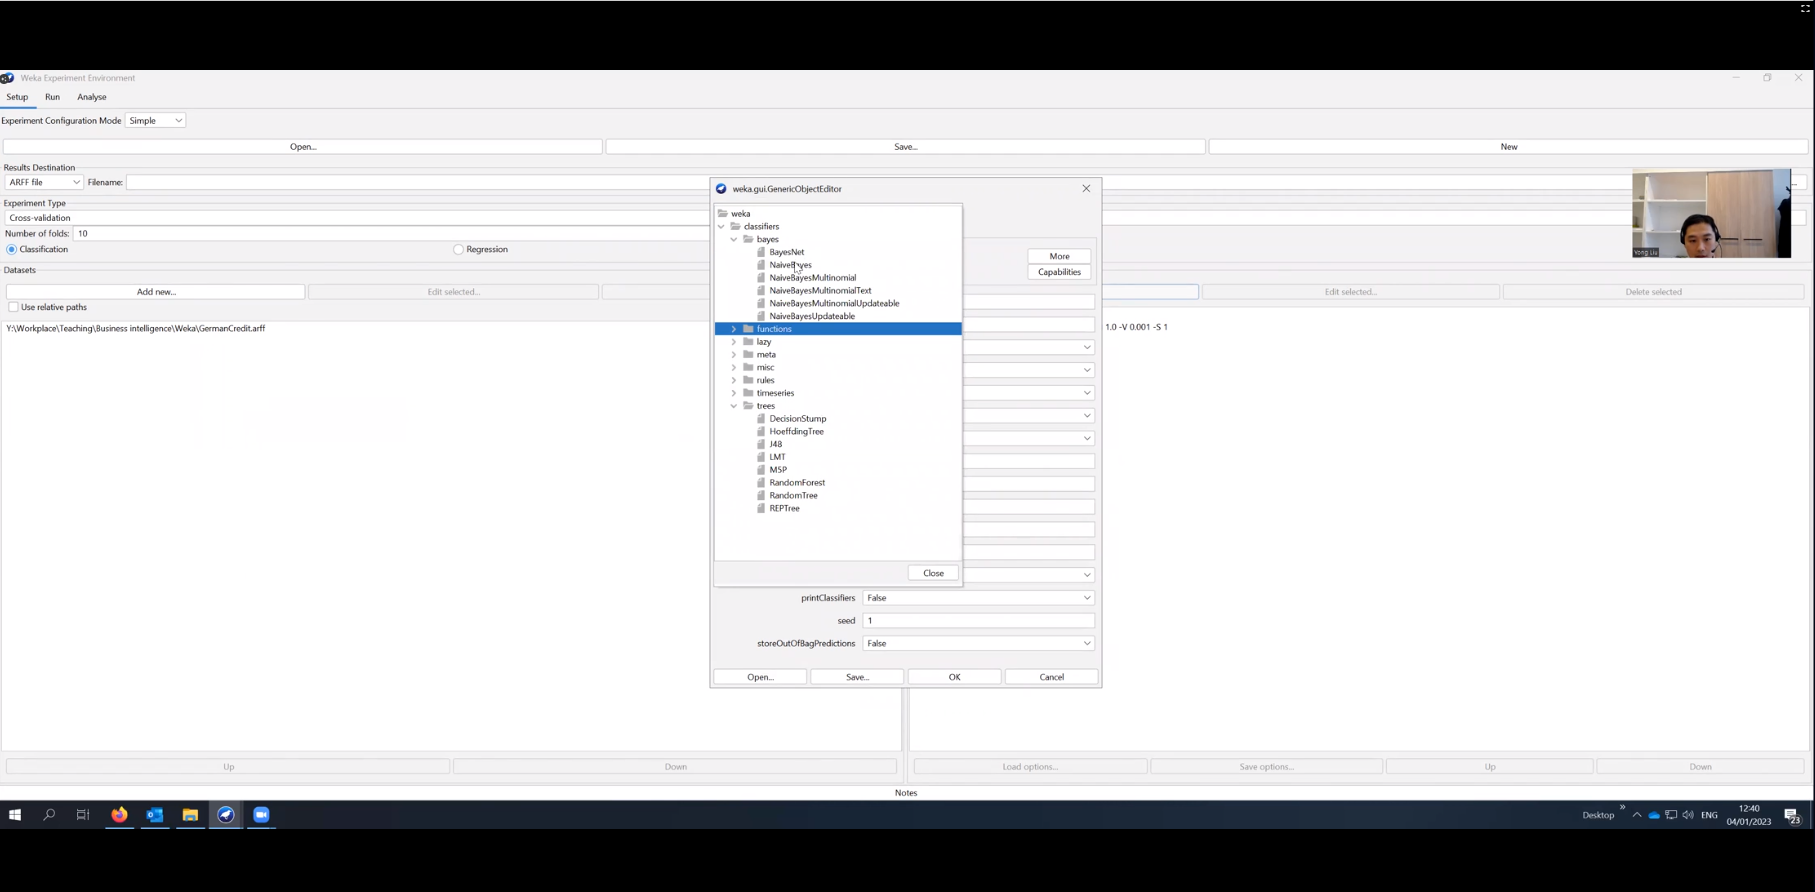 Weka Experiment Environment
Setup Run Analyse
Experiment Configuration Mode Simple
Open... Save... New
Results Destination
ARFF file Filename:
Experiment Type
Cross-validation
Number of folds: 10
Classification Regression
Datasets
Add new... Edit selected... Edit selected... Delete selected
Use relative paths
Y:\Workplace\Teaching\Business intelligence\Weka\GermanCredit.arff
1.0 -V 0.001 -S 1
weka.gui.GenericObjectEditor
weka
classifiers
bayes
BayesNet
NaiveBayes
NaiveBayesMultinomial
NaiveBayesMultinomialText
NaiveBayesMultinomialUpdateable
NaiveBayesUpdateable
functions
lazy
meta
misc
rules
timeseries
trees
DecisionStump
HoeffdingTree
J48
LMT
M5P
RandomForest
RandomTree
REPTree
Close
More
Capabilities
printClassifiers False
seed 1
storeOutOfBagPredictions False
Open... Save... OK Cancel
Yong Liu
Up Down Load options... Save options... Up Down
Notes
Desktop ENG 12:40
04/01/2023
23